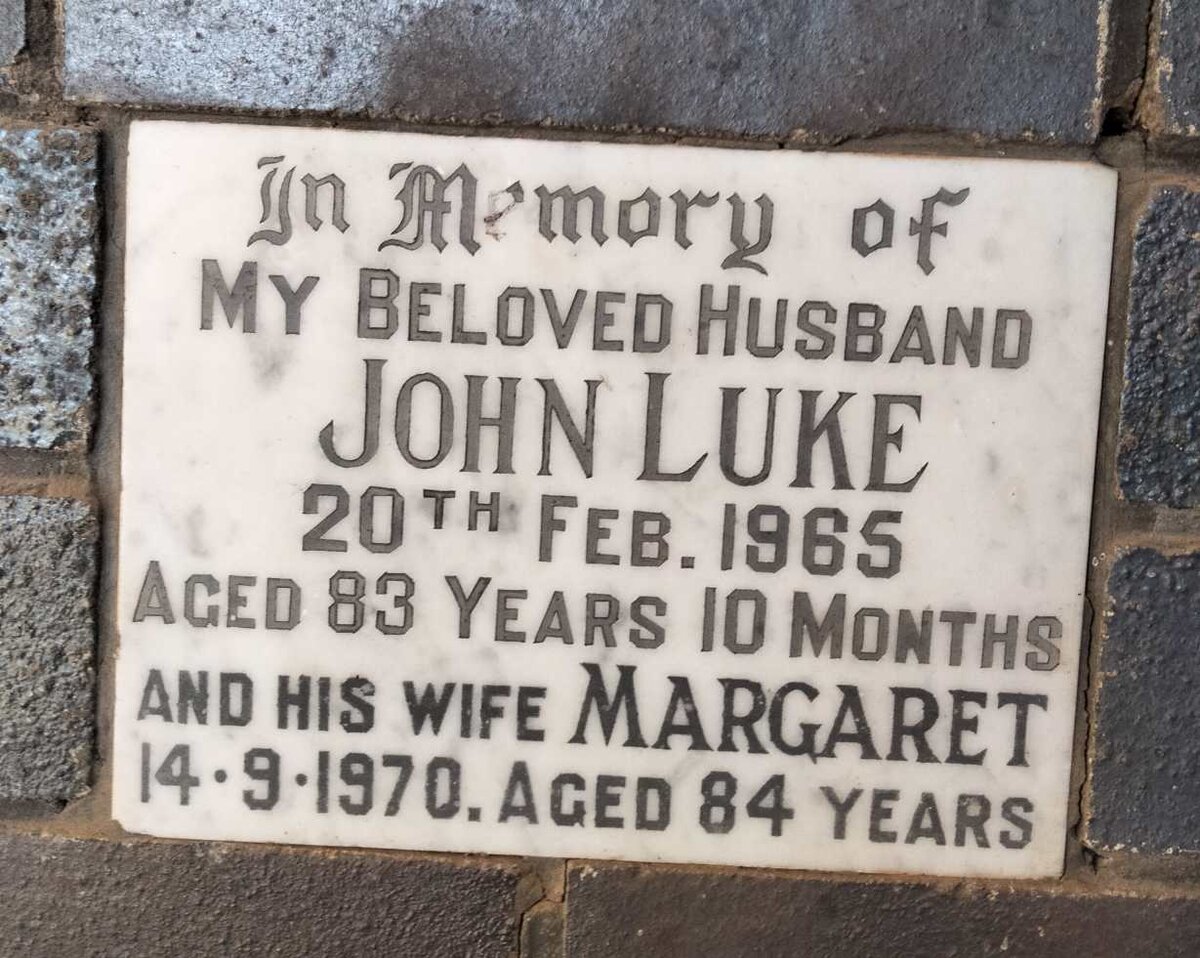 In Memory of
MY BELOVED HUSBAND
JOHN LUKE
20TH FEB. 1965
AGED 83 YEARS 10 MONTHS
AND HIS WIFE MARGARET
14·9·1970. AGED 84 YEARS